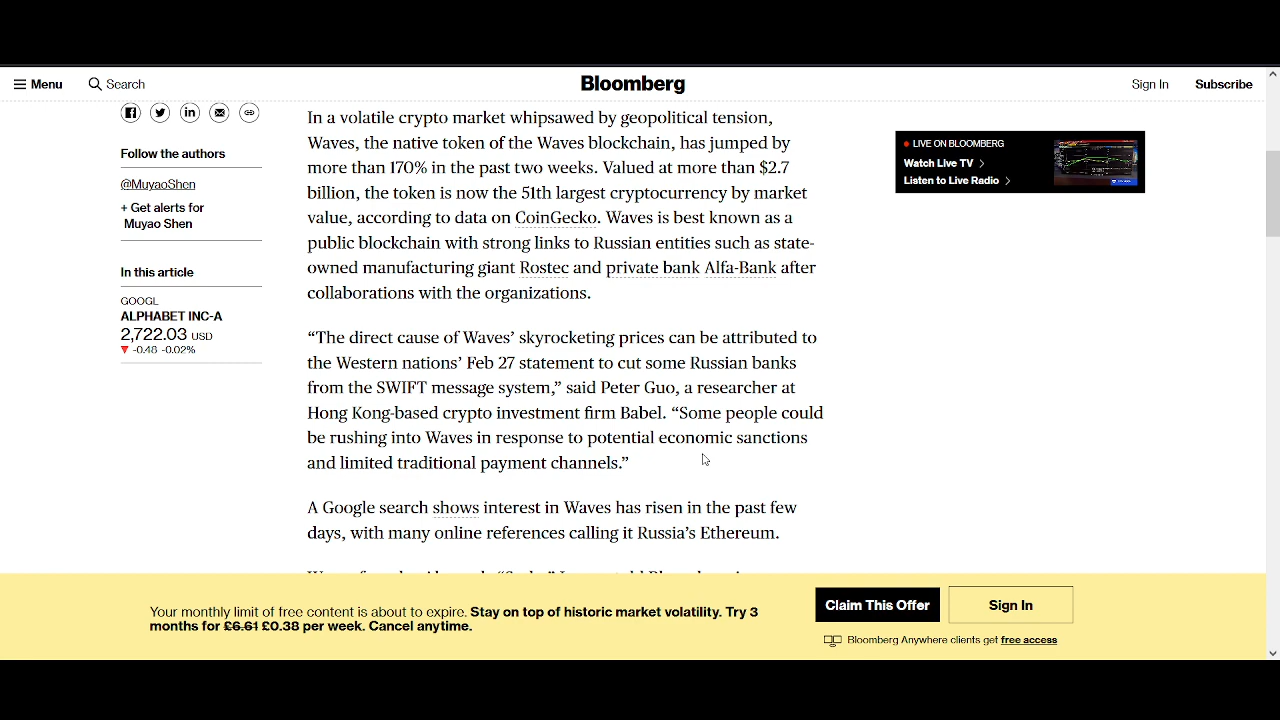 Menu
Search
Bloomberg
Sign In
Subscribe
Follow the authors
@MuyaoShen
+ Get alerts for
Muyao Shen
In this article
GOOGL
ALPHABET INC-A
2,722.03 USD
▼ -0.48 -0.02%
In a volatile crypto market whipsawed by geopolitical tension,
Waves, the native token of the Waves blockchain, has jumped by
more than 170% in the past two weeks. Valued at more than $2.7
billion, the token is now the 51th largest cryptocurrency by market
value, according to data on CoinGecko. Waves is best known as a
public blockchain with strong links to Russian entities such as state-
owned manufacturing giant Rostec and private bank Alfa-Bank after
collaborations with the organizations.
“The direct cause of Waves’ skyrocketing prices can be attributed to
the Western nations’ Feb 27 statement to cut some Russian banks
from the SWIFT message system,” said Peter Guo, a researcher at
Hong Kong-based crypto investment firm Babel. “Some people could
be rushing into Waves in response to potential economic sanctions
and limited traditional payment channels.”
A Google search shows interest in Waves has risen in the past few
days, with many online references calling it Russia’s Ethereum.
LIVE ON BLOOMBERG
Watch Live TV
Listen to Live Radio
Your monthly limit of free content is about to expire. Stay on top of historic market volatility. Try 3
months for £6.61 £0.38 per week. Cancel anytime.
Claim This Offer
Sign In
Bloomberg Anywhere clients get free access